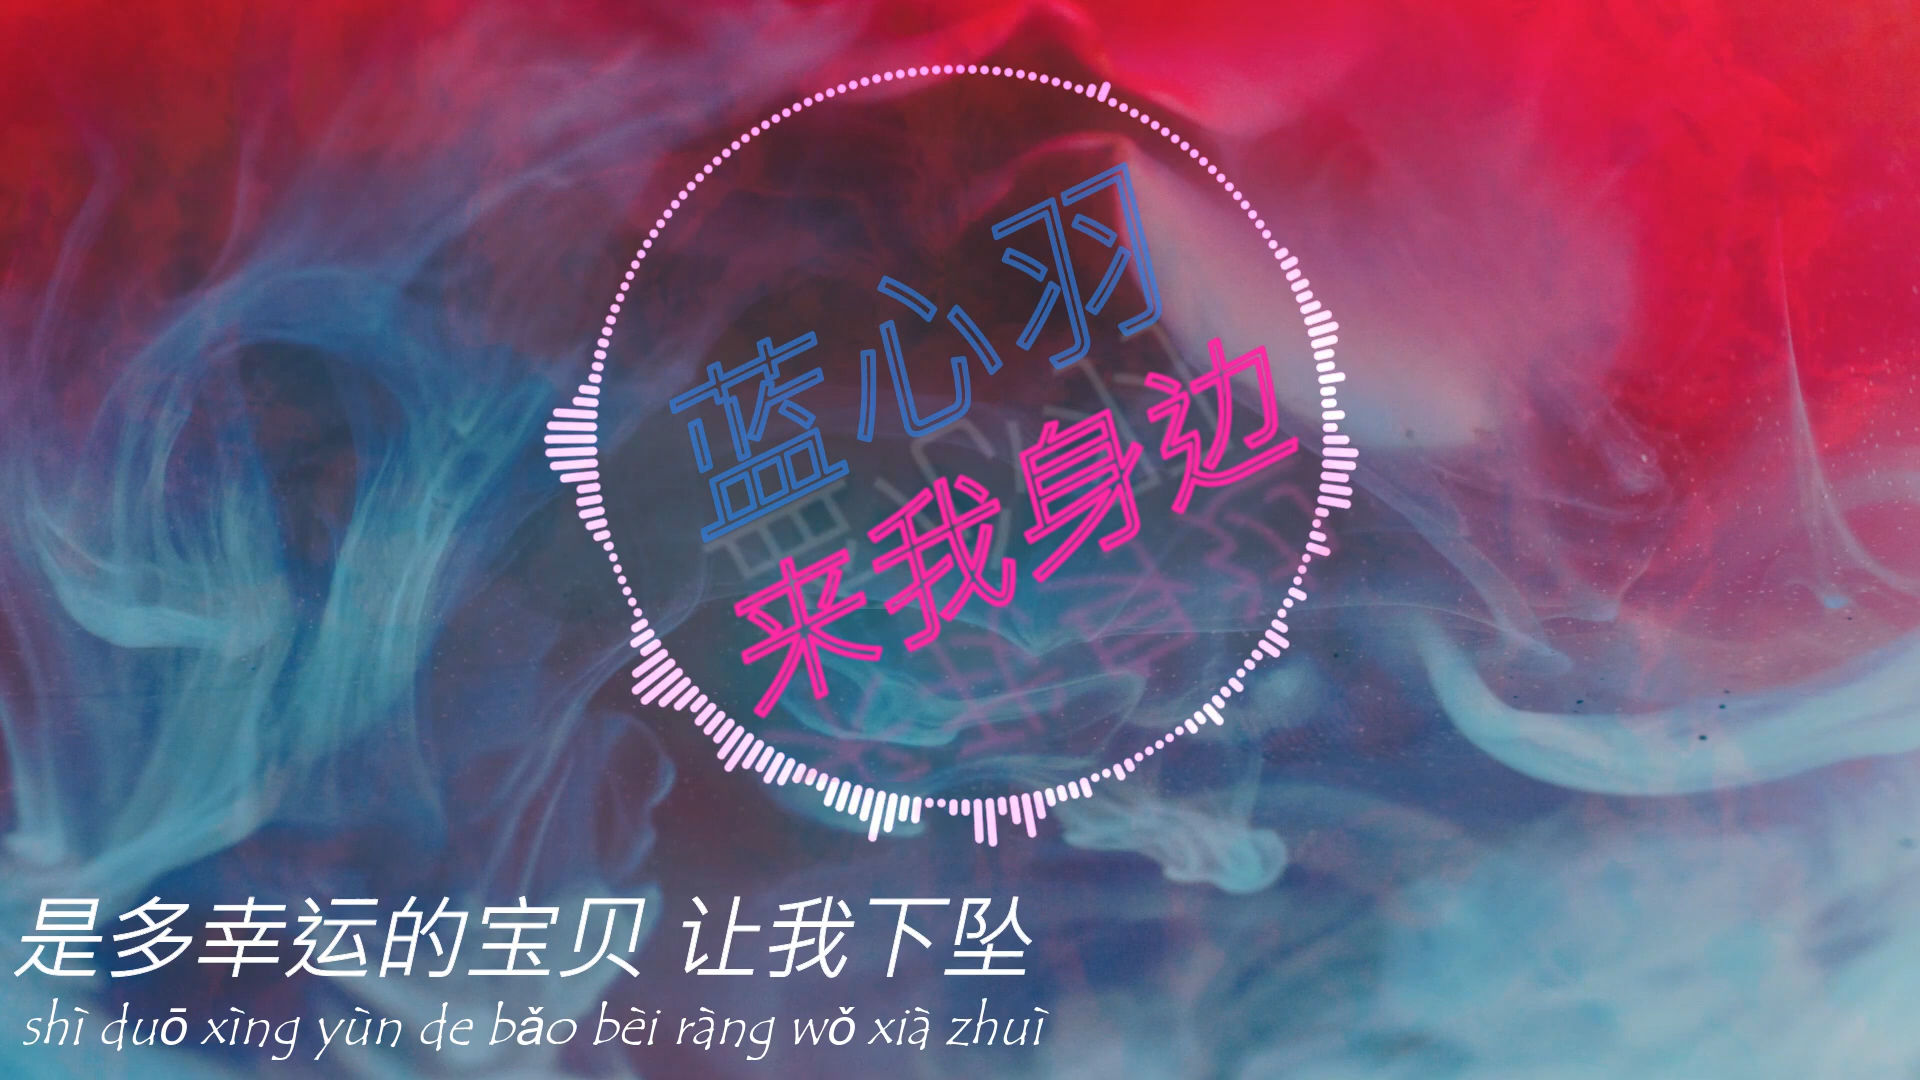 蓝心羽
来我身边
是多幸运的宝贝 让我下坠
shì duō xìng yùn de bǎo bèi ràng wǒ xià zhuì